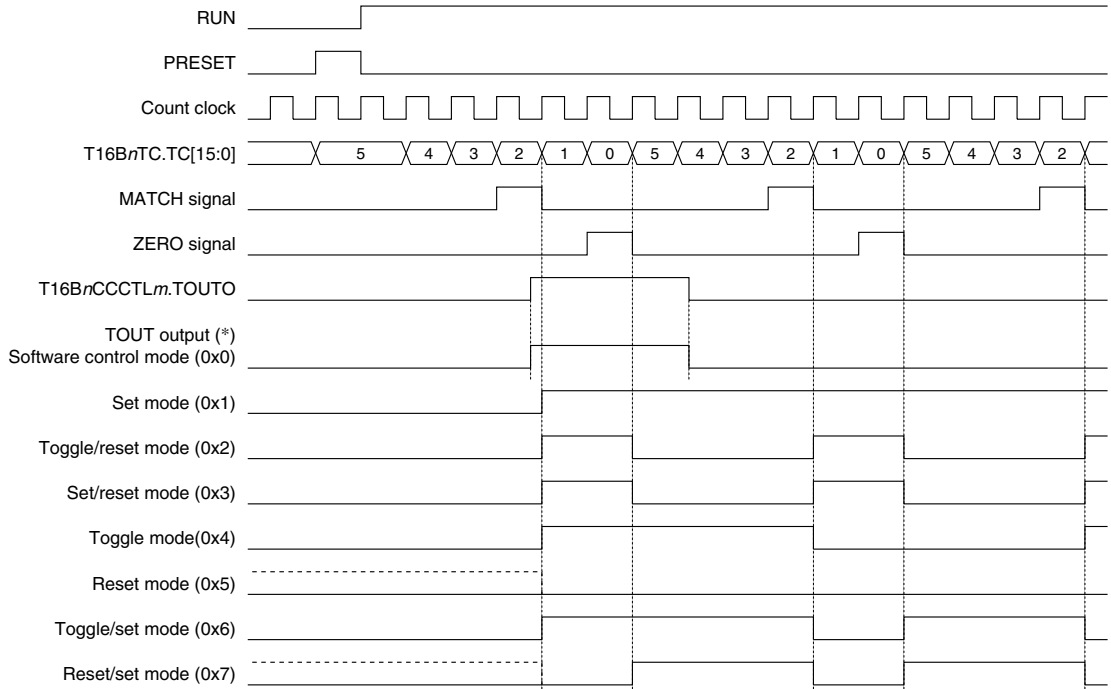 RUN
PRESET
Count clock
T16BnTC.TC[15:0] 5 4 3 2 1 0 5 4 3 2 1 0 5 4 3 2
MATCH signal
ZERO signal
T16BnCCCTLm.TOUTO
TOUT output (*)
Software control mode (0x0)
Set mode (0x1)
Toggle/reset mode (0x2)
Set/reset mode (0x3)
Toggle mode(0x4)
Reset mode (0x5)
Toggle/set mode (0x6)
Reset/set mode (0x7)